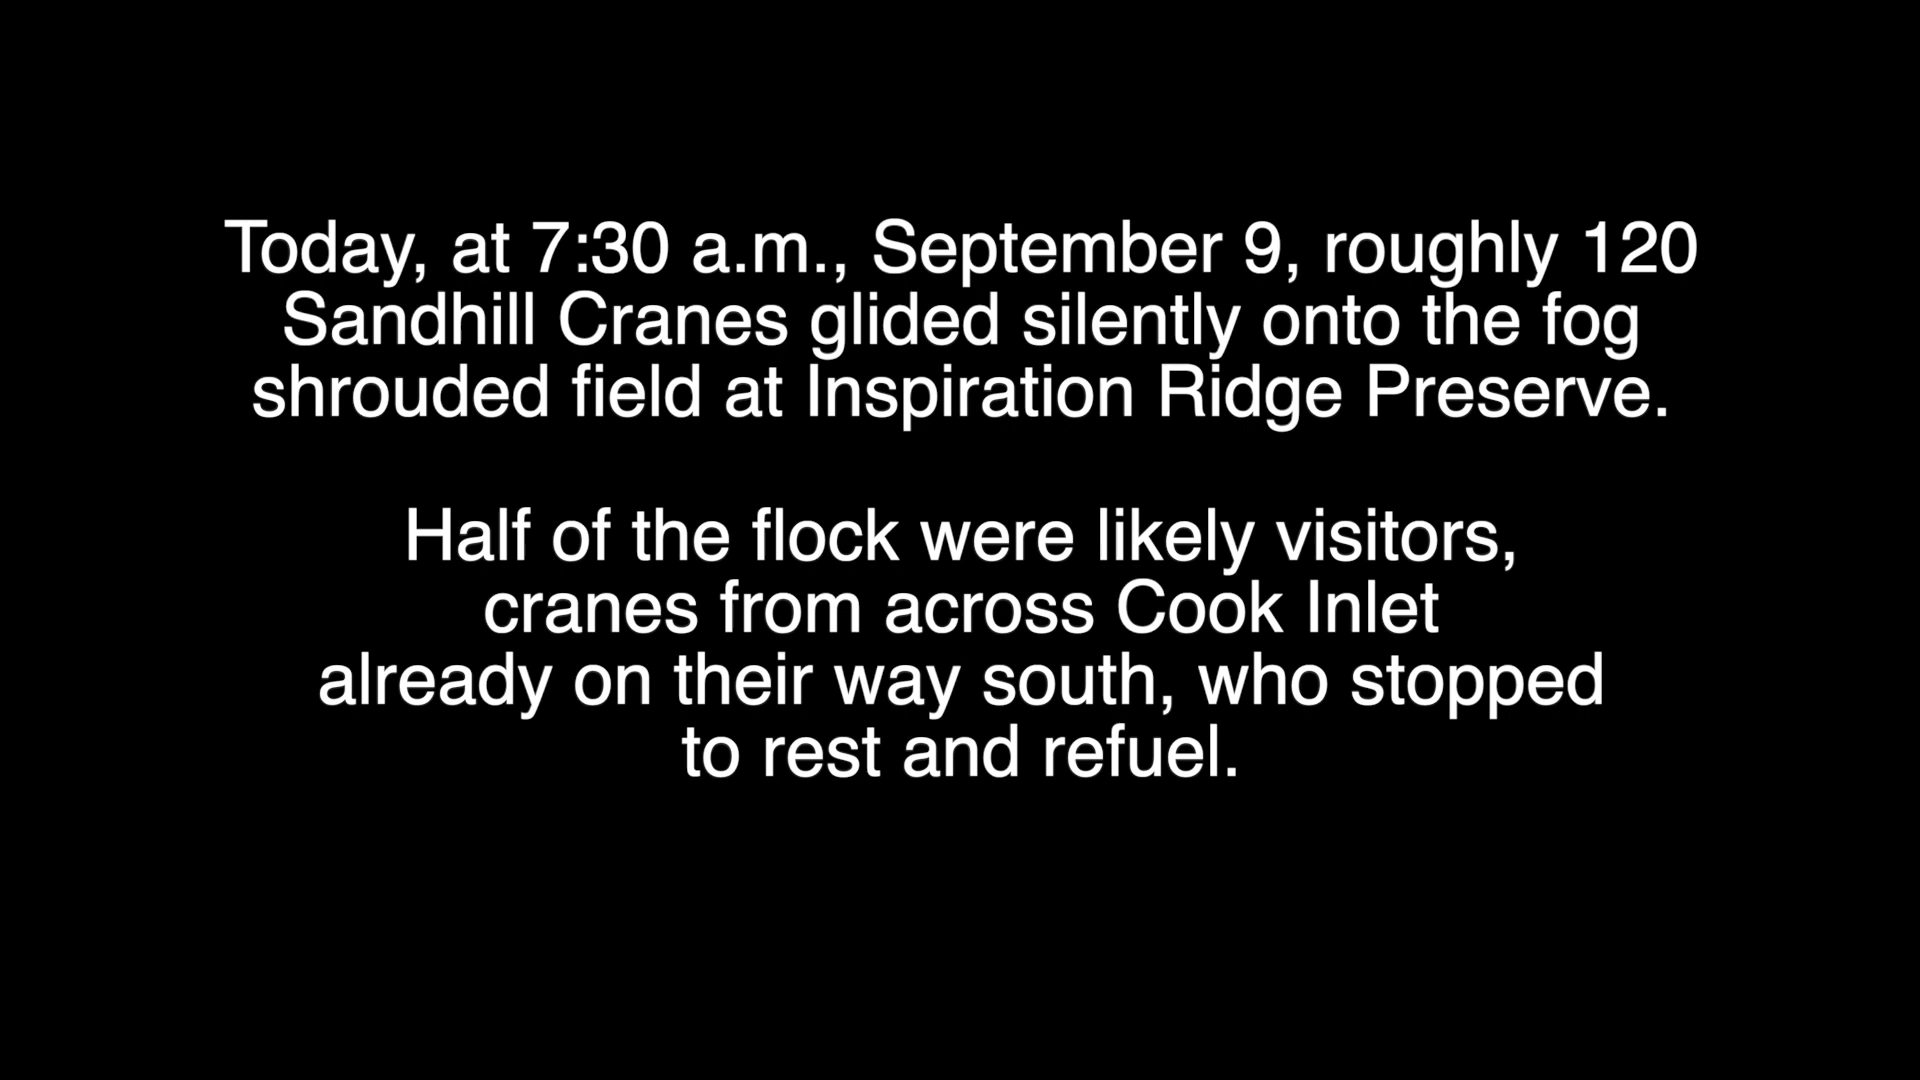 Today, at 7:30 a.m., September 9, roughly 120
Sandhill Cranes glided silently onto the fog
shrouded field at Inspiration Ridge Preserve.
Half of the flock were likely visitors,
cranes from across Cook Inlet
already on their way south, who stopped
to rest and refuel.